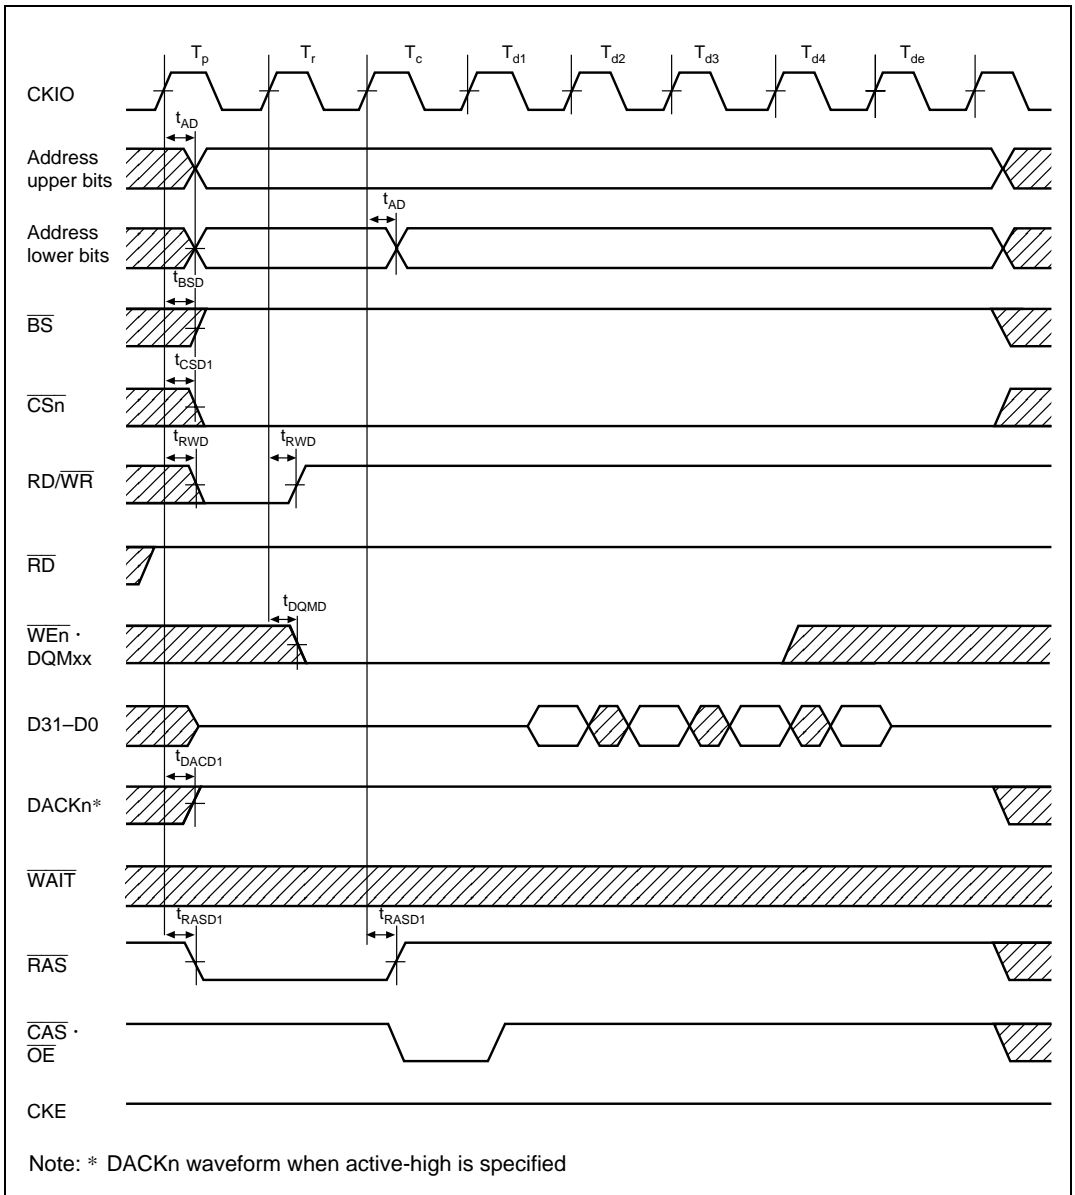 Tp Tr Tc Td1 Td2 Td3 Td4 Tde
CKIO
tAD
Address
upper bits
tAD
Address
lower bits
tBSD
BS
tCSD1
CSn
tRWD tRWD
RD/WR
RD
tDQMD
WEn ·
DQMxx
D31–D0
tDACD1
DACKn*
WAIT
tRASD1 tRASD1
RAS
CAS ·
OE
CKE
Note: * DACKn waveform when active-high is specified